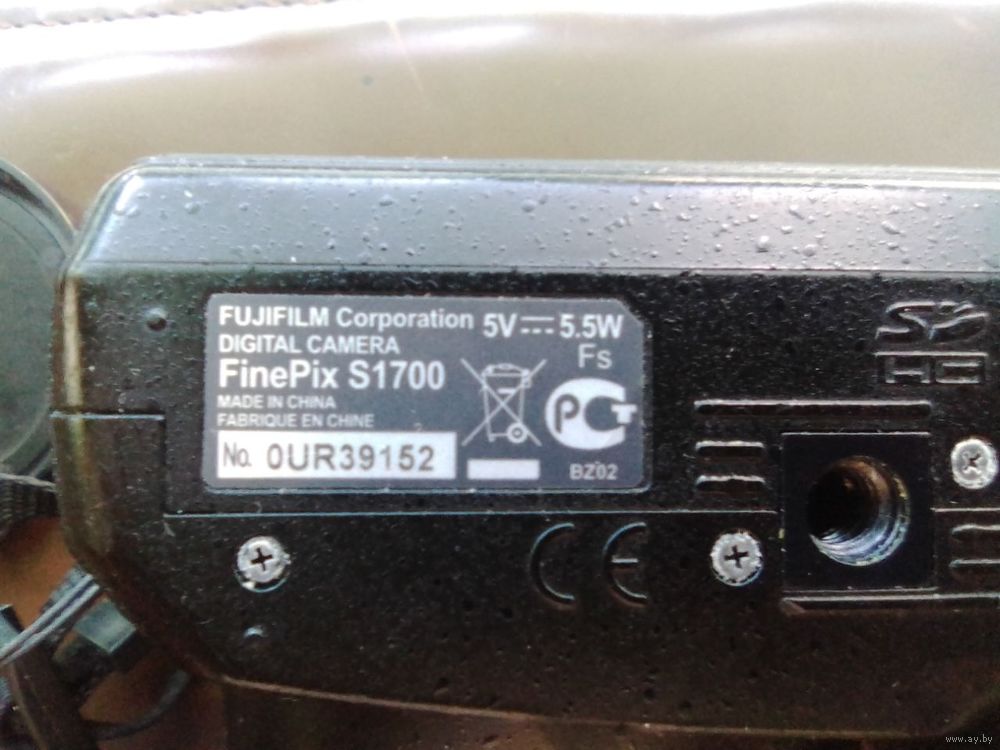 FUJIFILM Corporation 5V⎓5.5W
DIGITAL CAMERA
Fs
FinePix S1700
MADE IN CHINA
FABRIQUE EN CHINE
No. 0UR39152
РСТ
BZ02
SD
HC
CE
www.ay.by